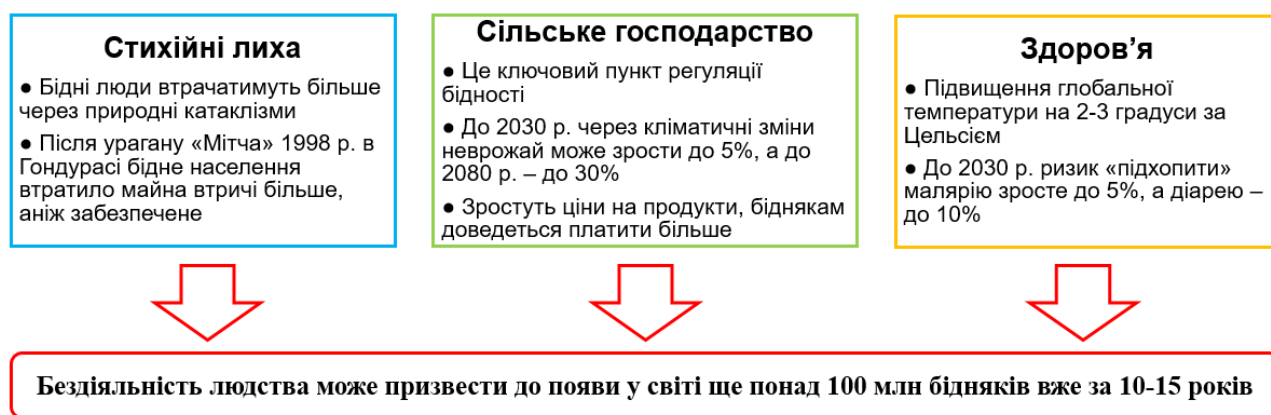 Стихійні лиха
● Бідні люди втрачатимуть більше
через природні катаклізми
● Після урагану «Мітча» 1998 р. в
Гондурасі бідне населення
втратило майна втричі більше,
аніж забезпечене
Сільське господарство
● Це ключовий пункт регуляції
бідності
● До 2030 р. через кліматичні зміни
неврожай може зрости до 5%, а до
2080 р. – до 30%
● Зростуть ціни на продукти, біднякам
доведеться платити більше
Здоров’я
● Підвищення глобальної
температури на 2-3 градуси за
Цельсієм
● До 2030 р. ризик «підхопити»
малярію зросте до 5%, а діарею –
до 10%
Бездіяльність людства може призвести до появи у світі ще понад 100 млн бідняків вже за 10-15 років